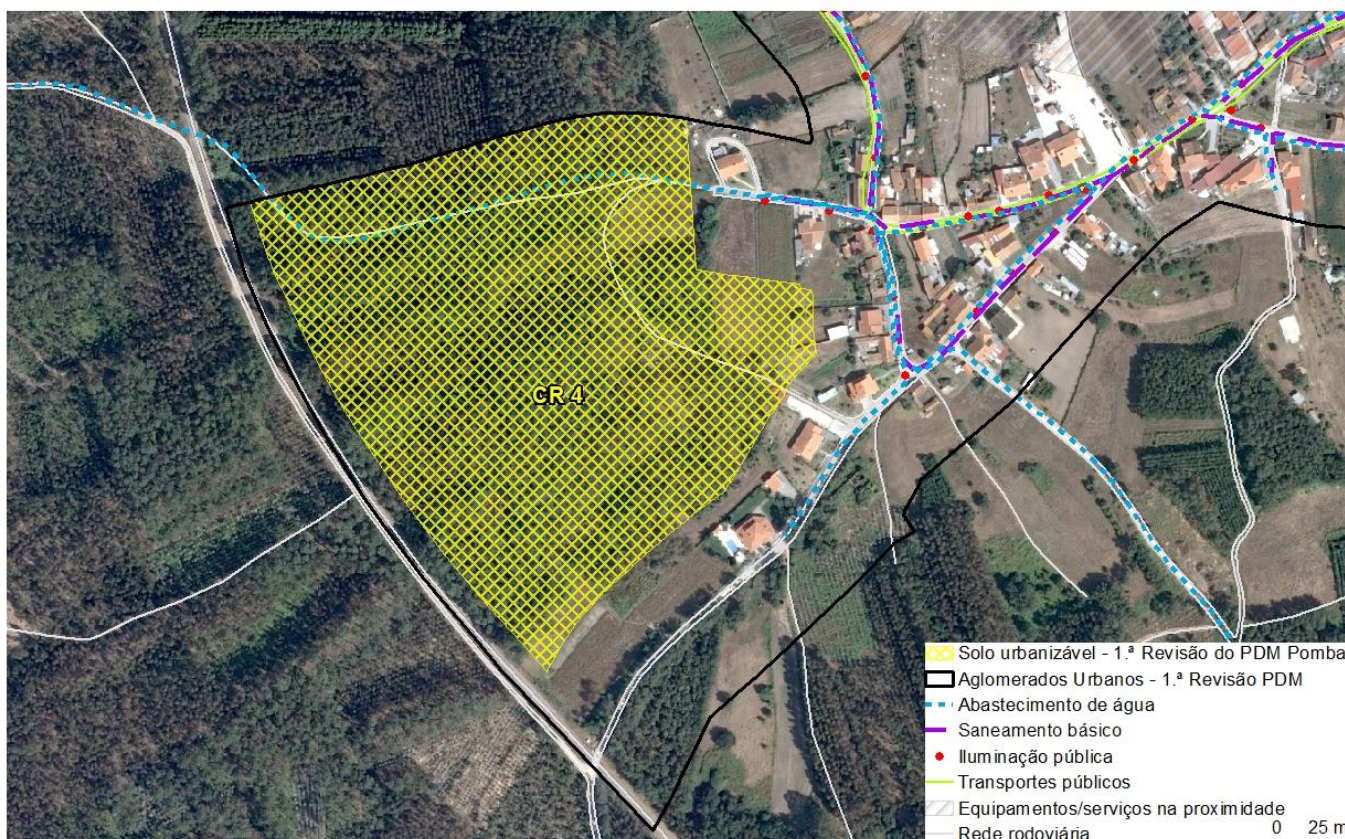 CR 4
Solo urbanizável - 1.ª Revisão do PDM Pomba
Aglomerados Urbanos - 1.ª Revisão PDM
Abastecimento de água
Saneamento básico
Iluminação pública
Transportes públicos
Equipamentos/serviços na proximidade
Rede rodoviária
0 25 m